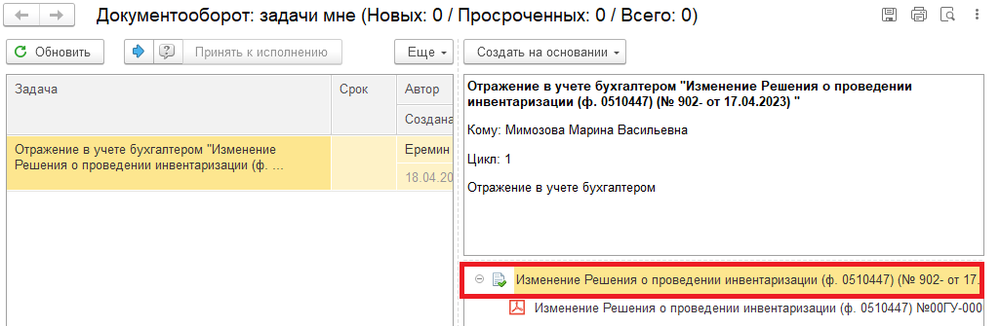 Документооборот: задачи мне (Новых: 0 / Просроченных: 0 / Всего: 0)
Обновить
Принять к исполнению
Еще
Создать на основании
Задача
Срок
Автор
Создана
Отражение в учете бухгалтером "Изменение
Решения о проведении инвентаризации (ф. ...
Еремин
18.04.20
Отражение в учете бухгалтером "Изменение Решения о проведении
инвентаризации (ф. 0510447) (№ 902- от 17.04.2023) "
Кому: Мимозова Марина Васильевна
Цикл: 1
Отражение в учете бухгалтером
Изменение Решения о проведении инвентаризации (ф. 0510447) (№ 902- от 17.
Изменение Решения о проведении инвентаризации (ф. 0510447) №00ГУ-000